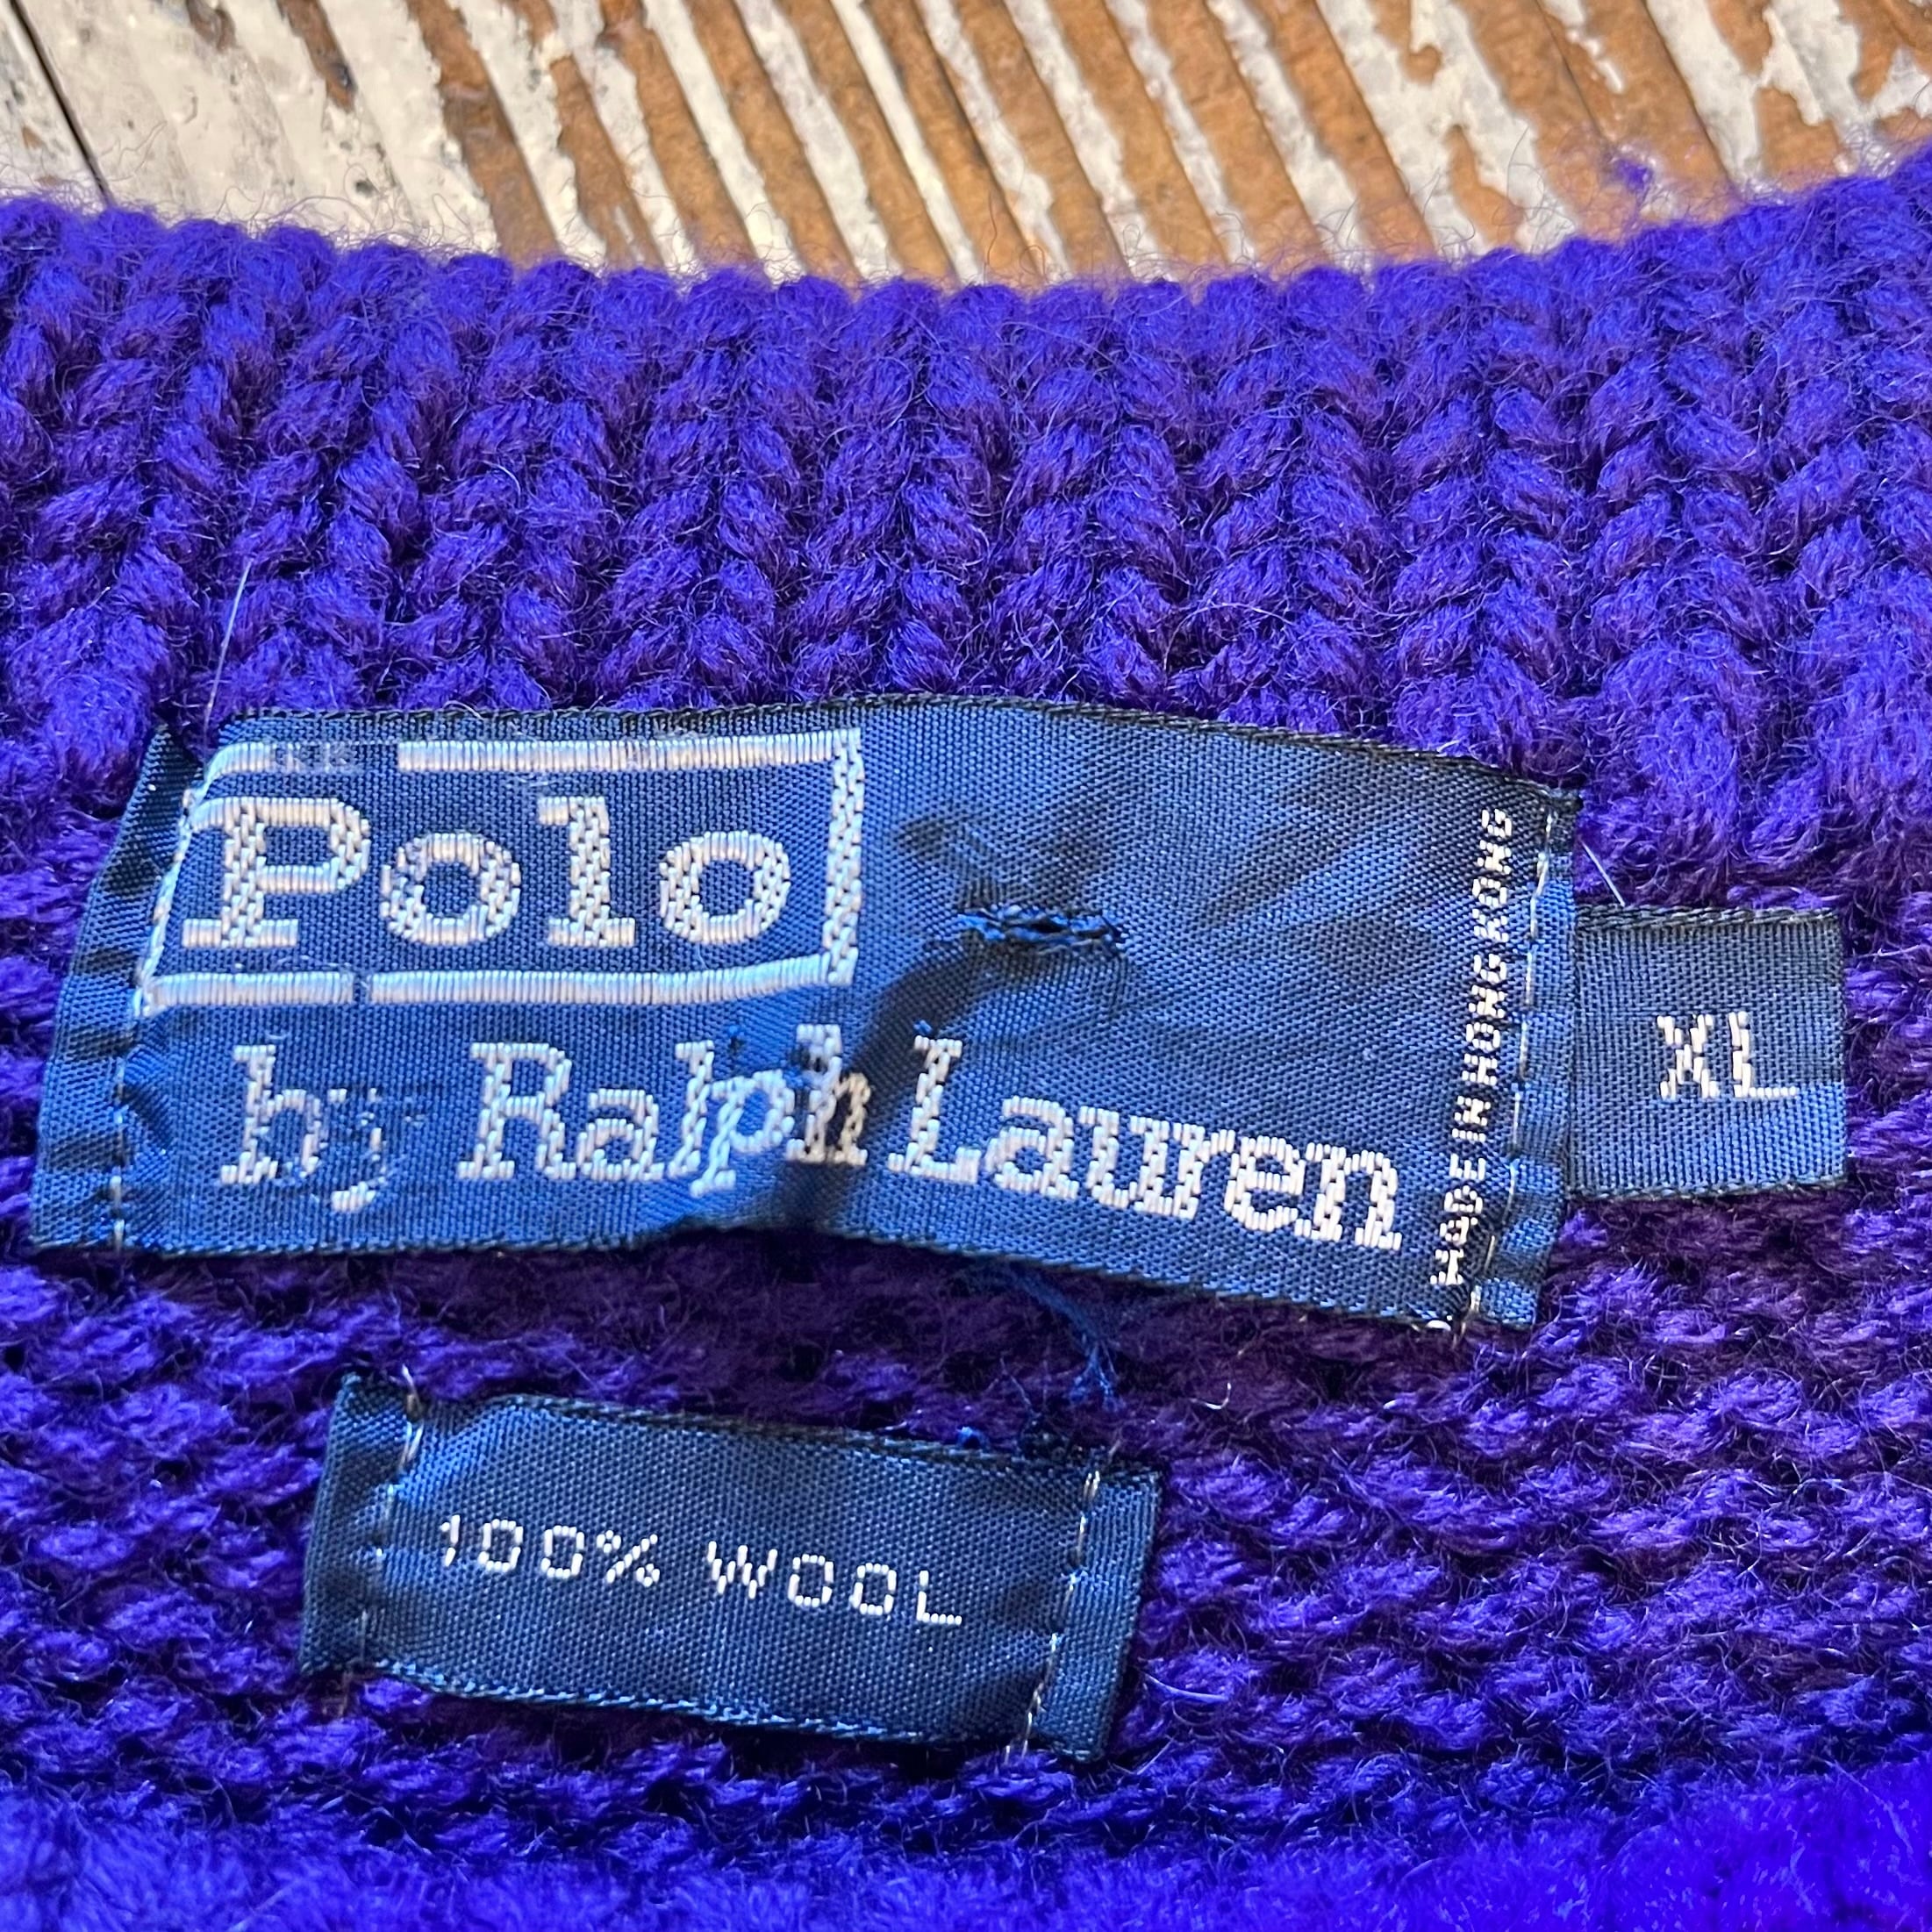 Polo
by Ralph Lauren
MADE IN HONG KONG
XL
100% WOOL